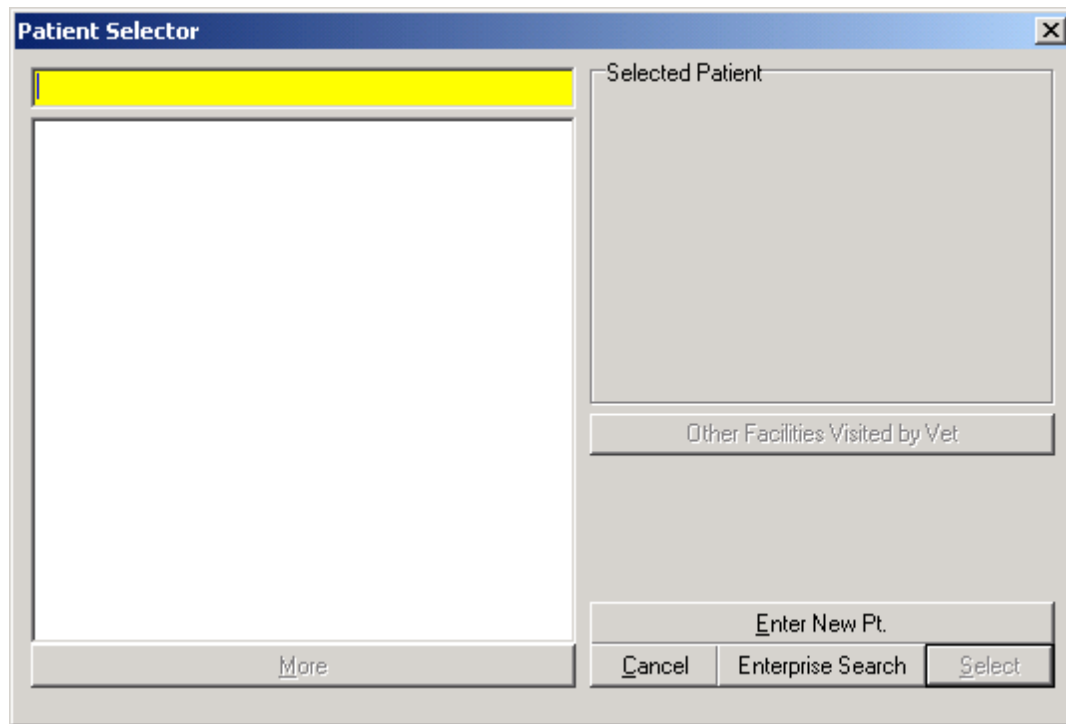 Patient Selector
Selected Patient
Other Facilities Visited by Vet
Enter New Pt.
More
Cancel
Enterprise Search
Select